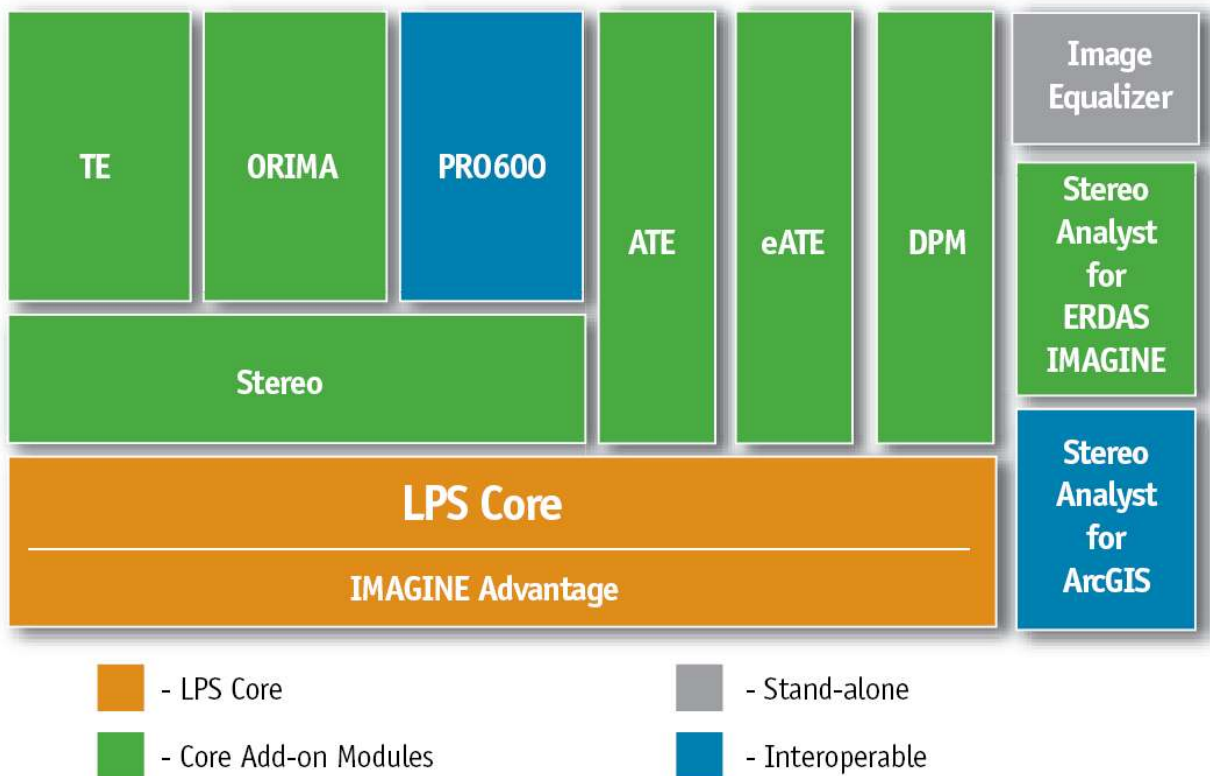 TE
ORIMA
PRO600
ATE
eATE
DPM
Image
Equalizer
Stereo
Analyst
for
ERDAS
IMAGINE
Stereo
LPS Core
IMAGINE Advantage
Stereo
Analyst
for
ArcGIS
- LPS Core
- Stand-alone
- Core Add-on Modules
- Interoperable